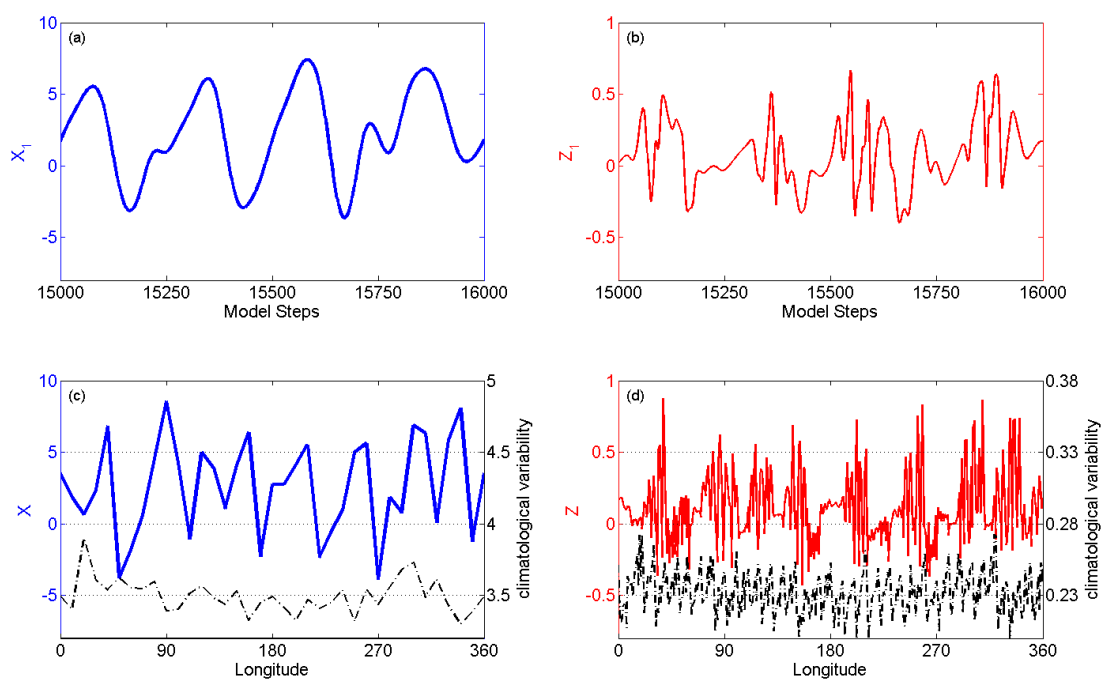 (a)
10
5
0
-5
X1
15000 15250 15500 15750 16000
Model Steps
(b)
1
0.5
0
-0.5
Z1
15000 15250 15500 15750 16000
Model Steps
(c)
10
5
0
-5
X
5
4.5
4
3.5
climatological variability
0 90 180 270 360
Longitude
(d)
1
0.5
0
-0.5
Z
0.38
0.33
0.28
0.23
climatological variability
0 90 180 270 360
Longitude